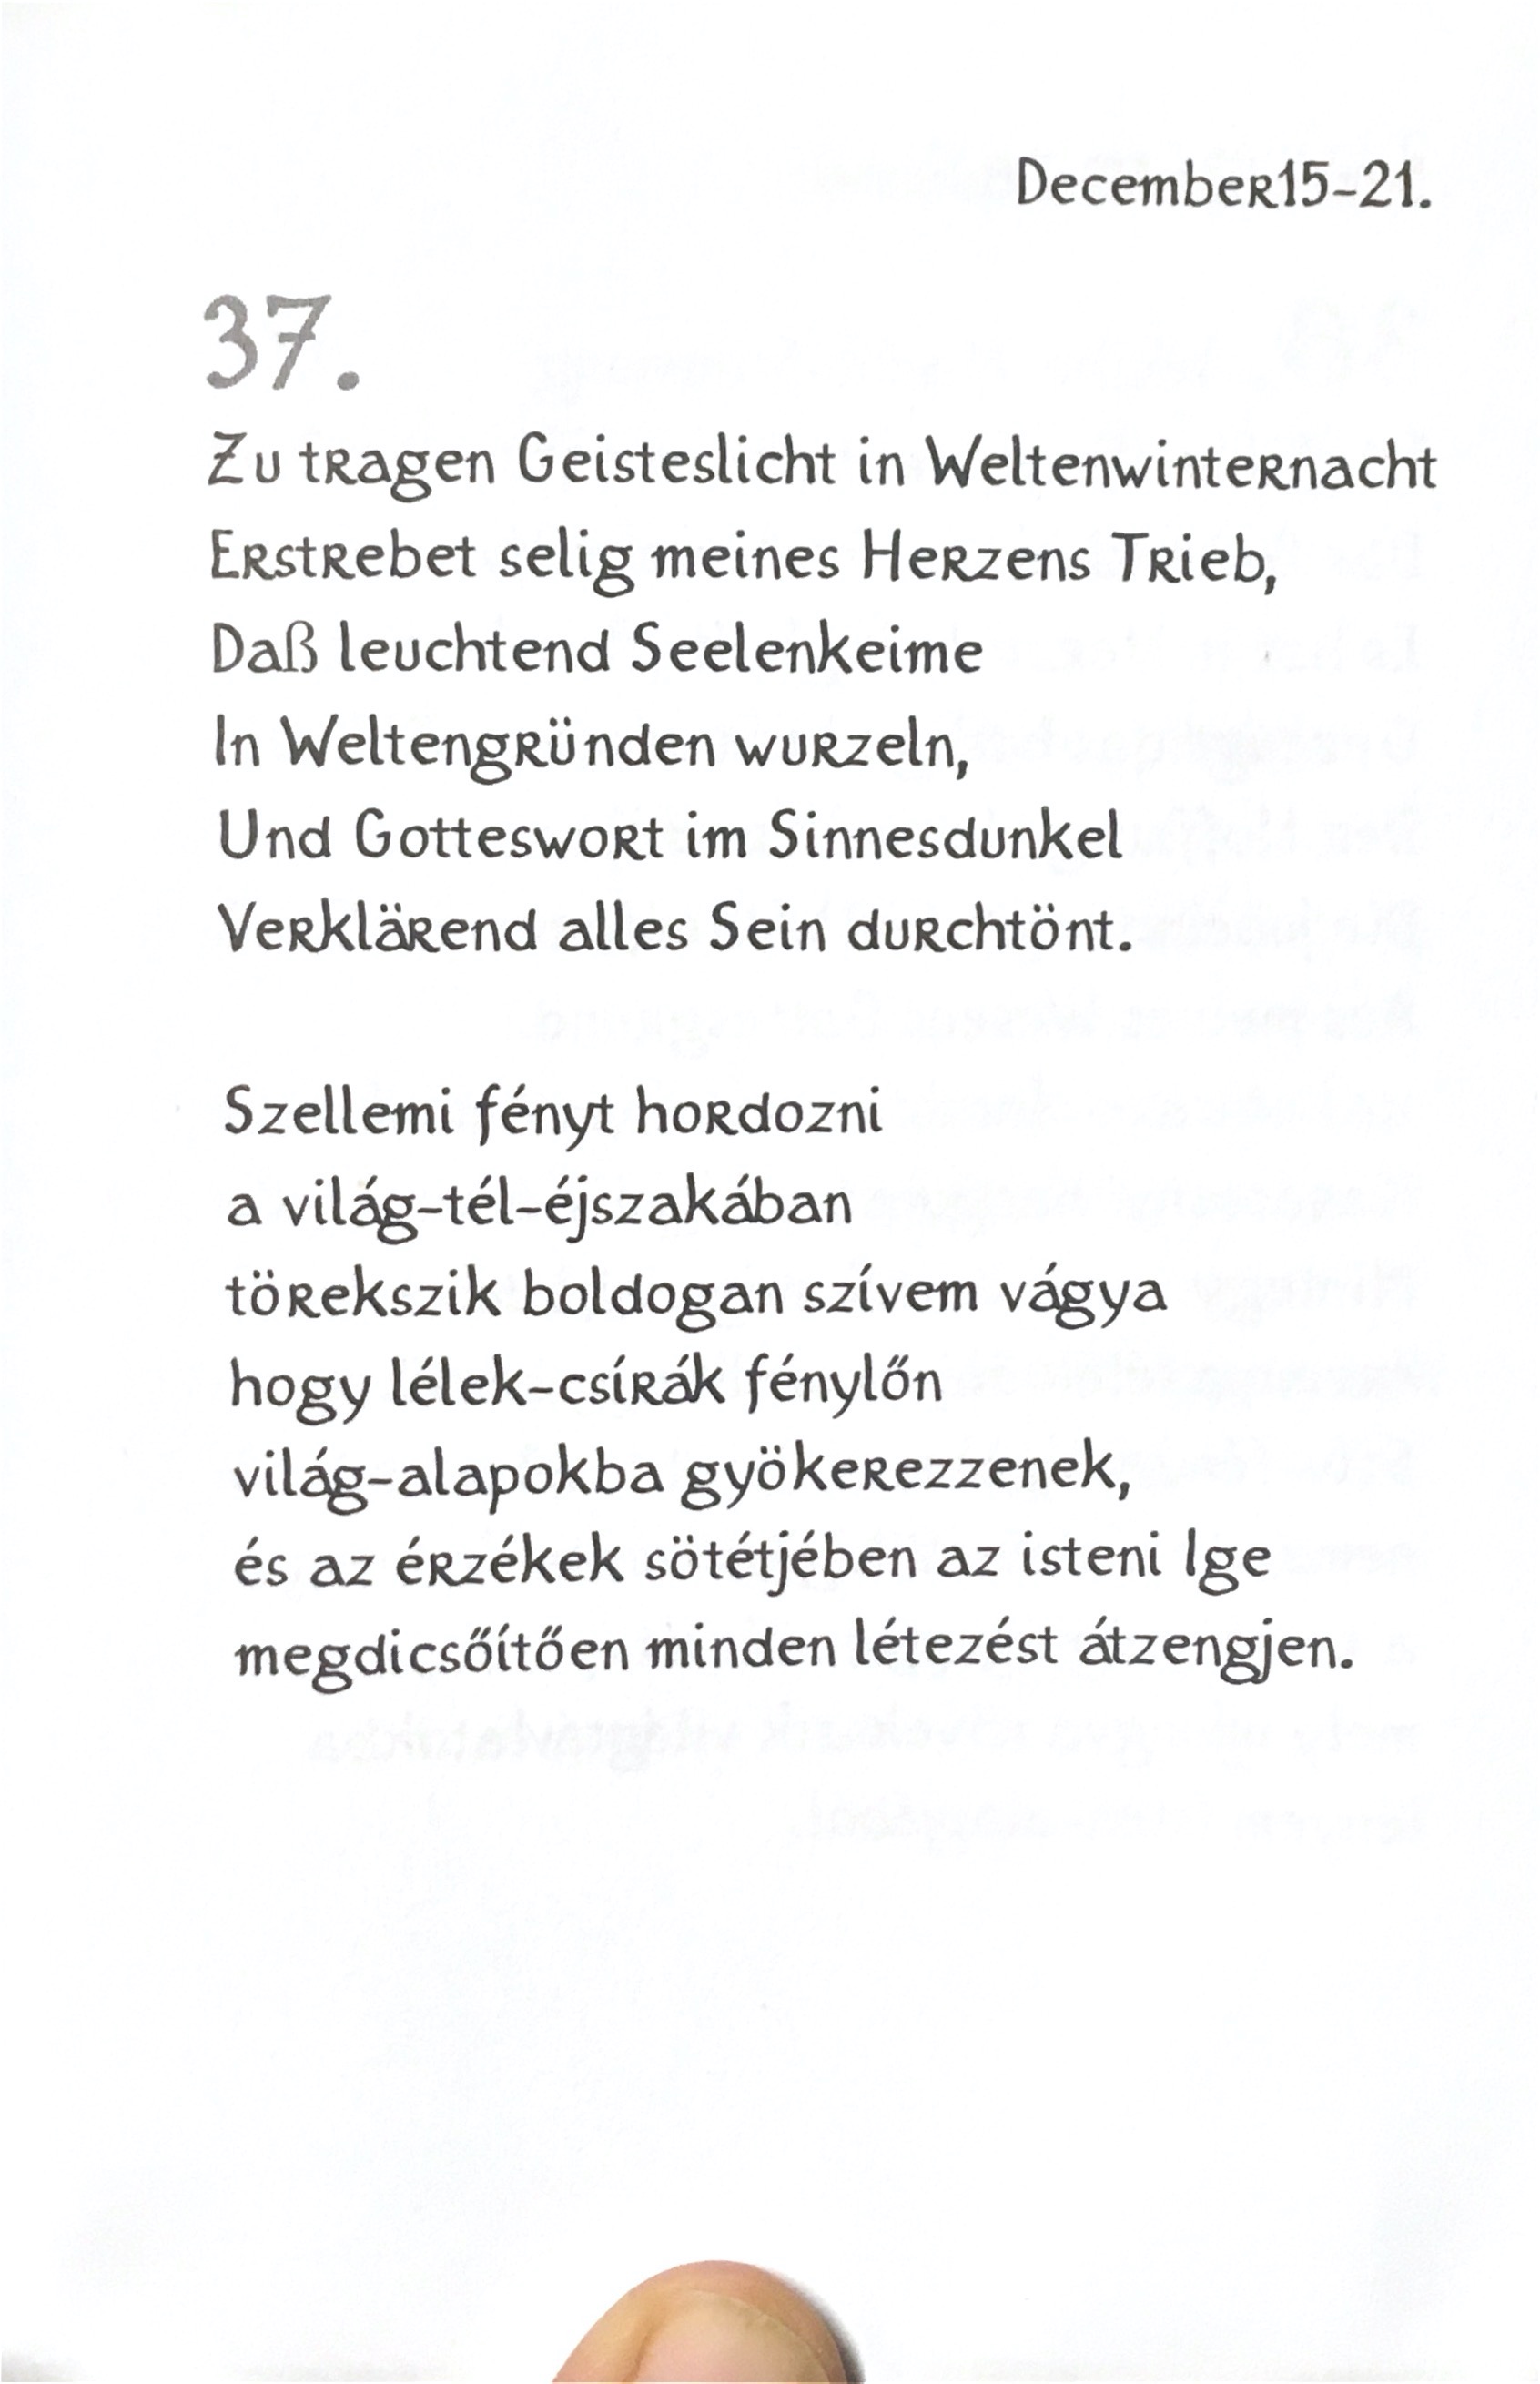 December 15-21.
37.
Zu tragen Geisteslicht in Weltenwinternacht
Erstrebet selig meines Herzens Trieb,
Daß leuchtend Seelenkeime
In Weltengründen wurzeln,
Und Gotteswort im Sinnesdunkel
Verklärend alles Sein durchtönt.
Szellemi fényt hordozni
a világ-tél-éjszakában
törekszik boldogan szívem vágya
hogy lélek-csírák fénylőn
világ-alapokba gyökerezzenek,
és az érzékek sötétjében az isteni Ige
megdicsőítően minden létezést átzengjen.